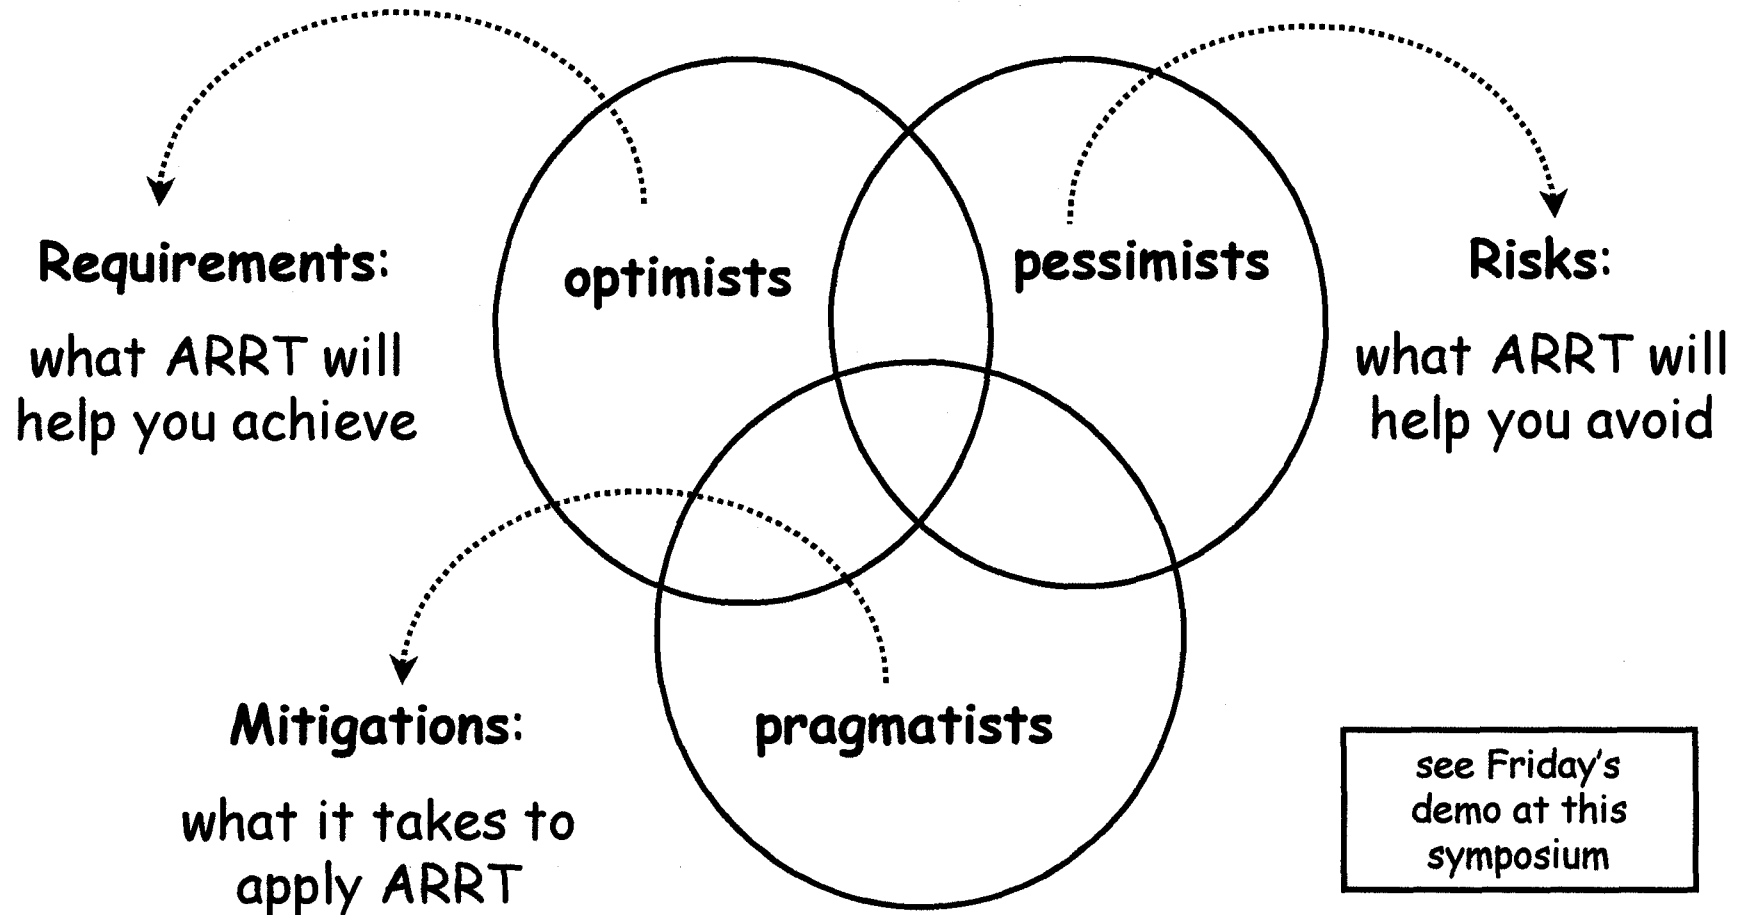 Requirements:
what ARRT will
help you achieve
optimists
pessimists
Risks:
what ARRT will
help you avoid
Mitigations:
what it takes to
apply ARRT
pragmatists
see Friday's
demo at this
symposium